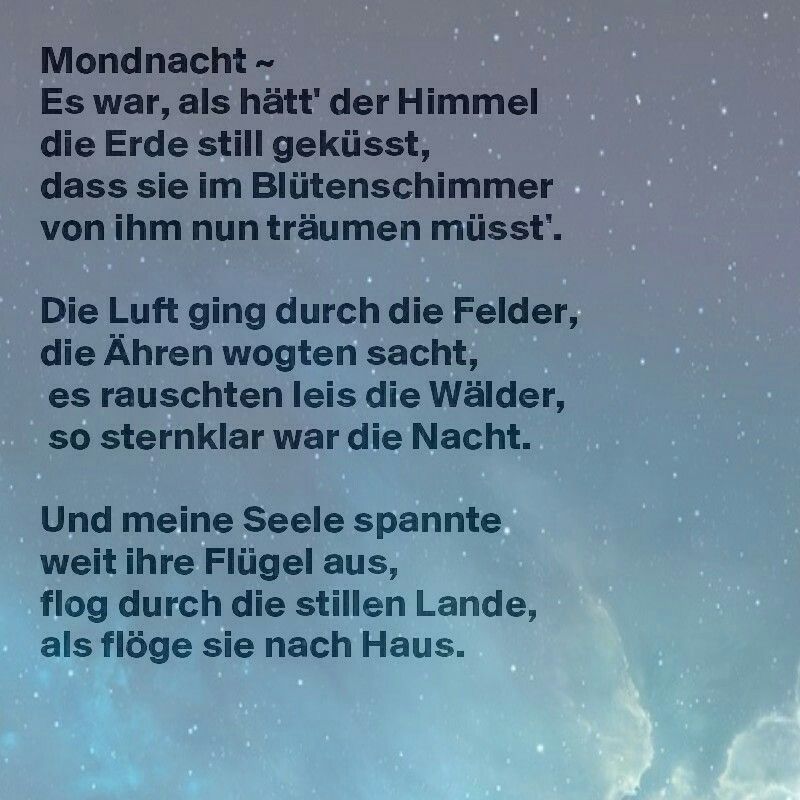 Mondnacht ~
Es war, als hätt' der Himmel
die Erde still geküsst,
dass sie im Blütenschimmer
von ihm nun träumen müsst'.

Die Luft ging durch die Felder,
die Ähren wogten sacht,
es rauschten leis die Wälder,
so sternklar war die Nacht.

Und meine Seele spannte
weit ihre Flügel aus,
flog durch die stillen Lande,
als flöge sie nach Haus.